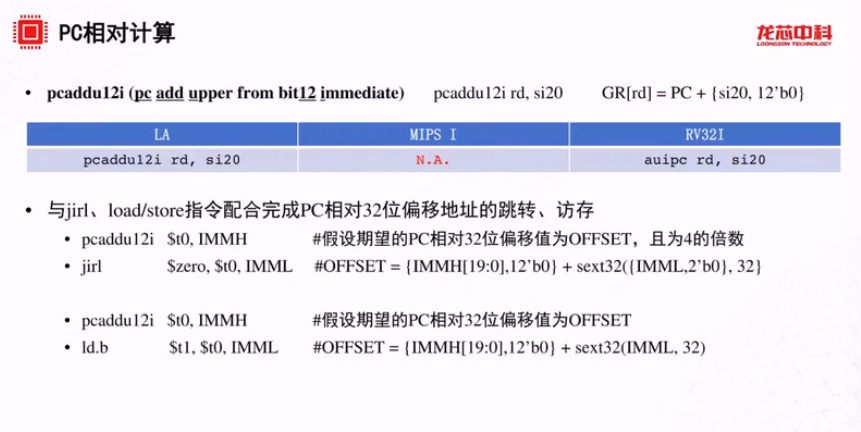 PC相对计算
龙芯中科
LOONGSON TECHNOLOGY
• pcaddu12i (pc add upper from bit12 immediate) pcaddu12i rd, si20 GR[rd] = PC + {si20, 12’b0}
LA MIPS I RV32I
pcaddu12i rd, si20 N.A. auipc rd, si20
• 与jirl、load/store指令配合完成PC相对32位偏移地址的跳转、访存
• pcaddu12i $t0, IMMH #假设期望的PC相对32位偏移值为OFFSET，且为4的倍数
• jirl $zero, $t0, IMML #OFFSET = {IMMH[19:0],12’b0} + sext32({IMML,2’b0}, 32}
• pcaddu12i $t0, IMMH #假设期望的PC相对32位偏移值为OFFSET
• ld.b $t1, $t0, IMML #OFFSET = {IMMH[19:0],12’b0} + sext32(IMML, 32)